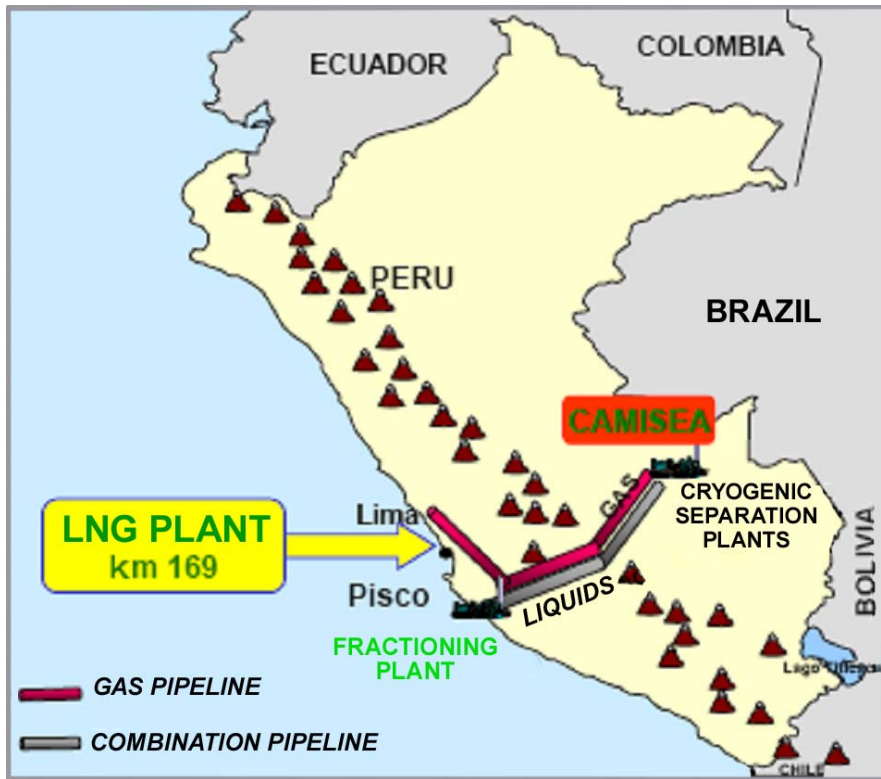 COLOMBIA
ECUADOR
PERU
BRAZIL
CAMISEA
GAS
CRYOGENIC
SEPARATION
PLANTS
LNG PLANT
km 169
Lima
Pisco
LIQUIDS
FRACTIONING
PLANT
BOLIVIA
Lago
GAS PIPELINE
COMBINATION PIPELINE
CHILE